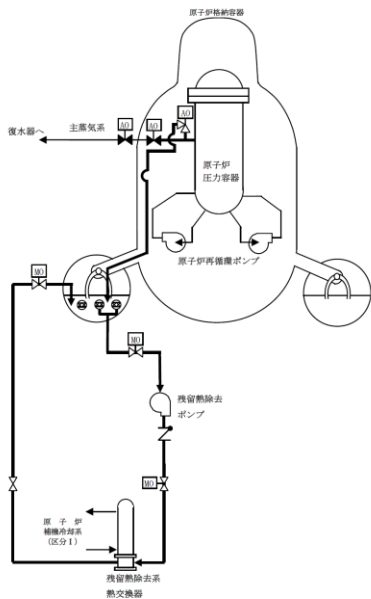 原子炉格納容器
AO
AO
AO
復水器へ
主蒸気系
原子炉
圧力容器
原子炉再循環ポンプ
MO
MO
残留熱除去
ポンプ
MO
原 子 炉
補機冷却系
(区分Ⅰ)
残留熱除去系
熱交換器